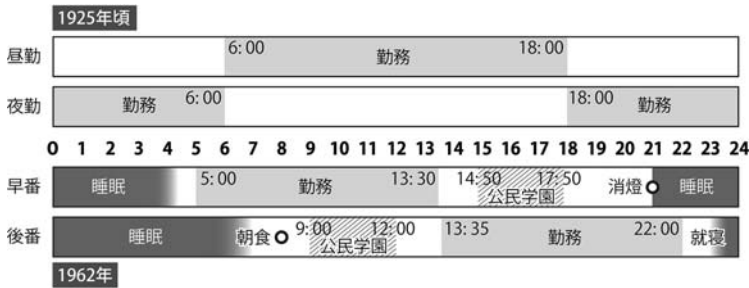 1925年頃
昼勤 6:00 勤務 18:00
夜勤 勤務 6:00 18:00 勤務
0 1 2 3 4 5 6 7 8 9 10 11 12 13 14 15 16 17 18 19 20 21 22 23 24
早番 睡眠 5:00 勤務 13:30 14:50 17:50 消燈 睡眠
公民学園
後番 睡眠 朝食 9:00 12:00 13:35 勤務 22:00 就寝
公民学園
1962年